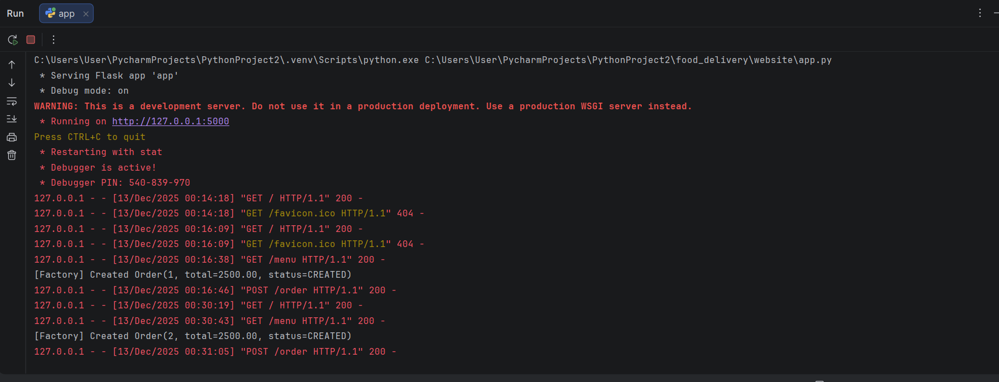 Run app
C:\Users\User\PycharmProjects\PythonProject2\.venv\Scripts\python.exe C:\Users\User\PycharmProjects\PythonProject2\food_delivery\website\app.py
* Serving Flask app 'app'
* Debug mode: on
WARNING: This is a development server. Do not use it in a production deployment. Use a production WSGI server instead.
* Running on http://127.0.0.1:5000
Press CTRL+C to quit
* Restarting with stat
* Debugger is active!
* Debugger PIN: 540-839-970
127.0.0.1 - - [13/Dec/2025 00:14:18] "GET / HTTP/1.1" 200 -
127.0.0.1 - - [13/Dec/2025 00:14:18] "GET /favicon.ico HTTP/1.1" 404 -
127.0.0.1 - - [13/Dec/2025 00:16:09] "GET / HTTP/1.1" 200 -
127.0.0.1 - - [13/Dec/2025 00:16:09] "GET /favicon.ico HTTP/1.1" 404 -
127.0.0.1 - - [13/Dec/2025 00:16:38] "GET /menu HTTP/1.1" 200 -
[Factory] Created Order(1, total=2500.00, status=CREATED)
127.0.0.1 - - [13/Dec/2025 00:16:46] "POST /order HTTP/1.1" 200 -
127.0.0.1 - - [13/Dec/2025 00:30:19] "GET / HTTP/1.1" 200 -
127.0.0.1 - - [13/Dec/2025 00:30:43] "GET /menu HTTP/1.1" 200 -
[Factory] Created Order(2, total=2500.00, status=CREATED)
127.0.0.1 - - [13/Dec/2025 00:31:05] "POST /order HTTP/1.1" 200 -